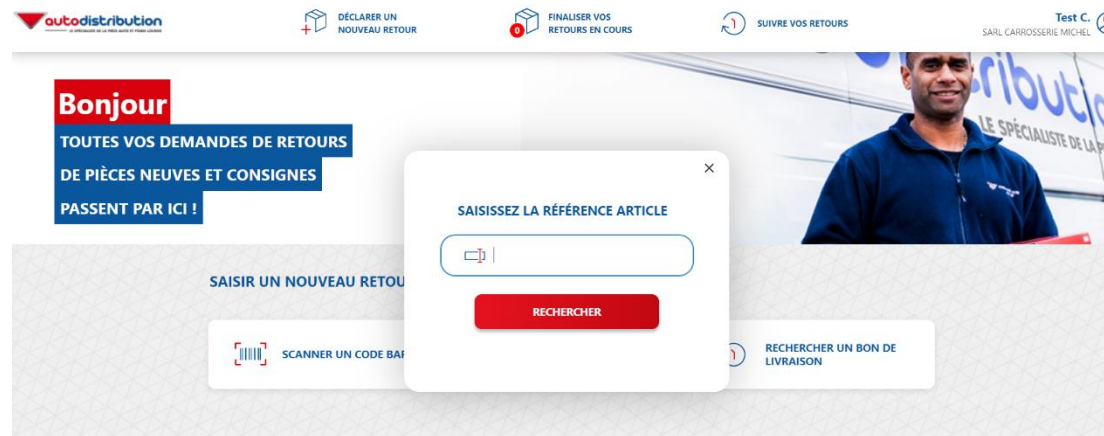 autodistribution
DÉCLARER UN
NOUVEAU RETOUR
0
FINALISER VOS
RETOURS EN COURS
SUIVRE VOS RETOURS
Test C.
SARL CARROSSERIE MICHEL
Bonjour
TOUTES VOS DEMANDES DE RETOURS
DE PIÈCES NEUVES ET CONSIGNES
PASSENT PAR ICI !
ributi
LE SPÉCIALISTE DE LA P
SAISISSEZ LA RÉFÉRENCE ARTICLE
RECHERCHER
SAISIR UN NOUVEAU RETOU
SCANNER UN CODE BAR
RECHERCHER UN BON DE
LIVRAISON